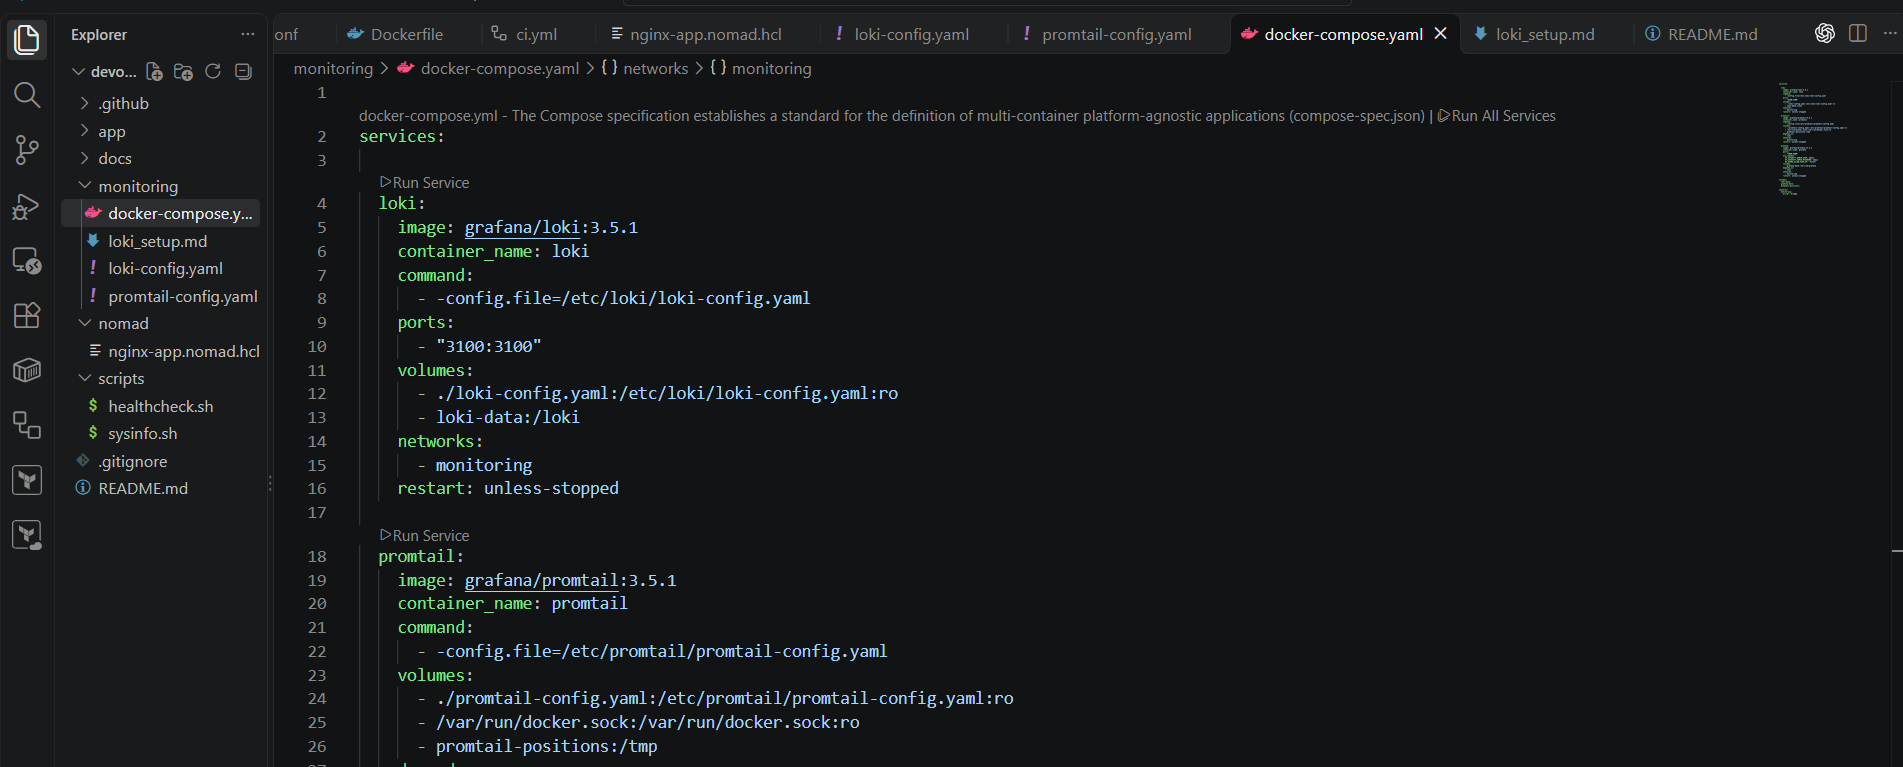 Explorer
devo...
.github
app
docs
monitoring
docker-compose.y...
loki_setup.md
loki-config.yaml
promtail-config.yaml
nomad
nginx-app.nomad.hcl
scripts
healthcheck.sh
sysinfo.sh
.gitignore
README.md
onf Dockerfile ci.yml nginx-app.nomad.hcl loki-config.yaml promtail-config.yaml docker-compose.yaml loki_setup.md README.md
monitoring > docker-compose.yaml > {} networks > {} monitoring
1
docker-compose.yml - The Compose specification establishes a standard for the definition of multi-container platform-agnostic applications (compose-spec.json) | Run All Services
2 services:
3
Run Service
4 loki:
5 image: grafana/loki:3.5.1
6 container_name: loki
7 command:
8 - -config.file=/etc/loki/loki-config.yaml
9 ports:
10 - "3100:3100"
11 volumes:
12 - ./loki-config.yaml:/etc/loki/loki-config.yaml:ro
13 - loki-data:/loki
14 networks:
15 - monitoring
16 restart: unless-stopped
17
Run Service
18 promtail:
19 image: grafana/promtail:3.5.1
20 container_name: promtail
21 command:
22 - -config.file=/etc/promtail/promtail-config.yaml
23 volumes:
24 - ./promtail-config.yaml:/etc/promtail/promtail-config.yaml:ro
25 - /var/run/docker.sock:/var/run/docker.sock:ro
26 - promtail-positions:/tmp